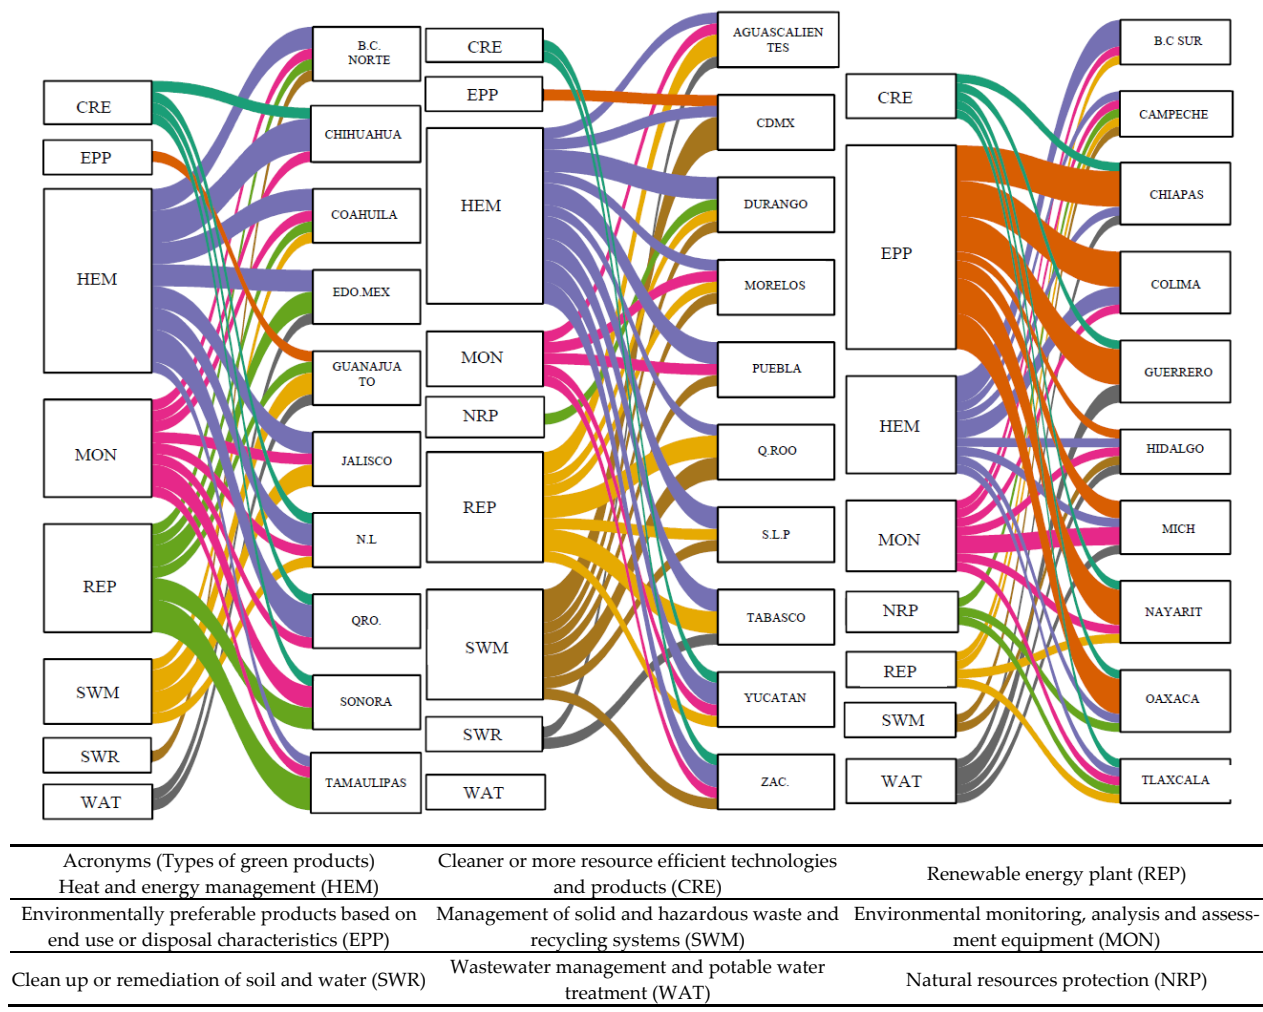 CRE
EPP
HEM
MON
REP
SWM
SWR
WAT
B.C.
NORTE
CHIHUAHUA
COAHUILA
EDO.MEX
GUANAJUA
TO
JALISCO
N.L
QRO.
SONORA
TAMAULIPAS
CRE
EPP
HEM
MON
NRP
REP
SWM
SWR
WAT
AGUASCALIEN
TES
CDMX
DURANGO
MORELOS
PUEBLA
Q.ROO
S.L.P
TABASCO
YUCATAN
ZAC.
CRE
EPP
HEM
MON
NRP
REP
SWM
WAT
B.C SUR
CAMPECHE
CHIAPAS
COLIMA
GUERRERO
HIDALGO
MICH
NAYARIT
OAXACA
TLAXCALA
Acronyms (Types of green products)
Heat and energy management (HEM)
Cleaner or more resource efficient technologies
and products (CRE)
Renewable energy plant (REP)
Environmentally preferable products based on
end use or disposal characteristics (EPP)
Management of solid and hazardous waste and
recycling systems (SWM)
Environmental monitoring, analysis and assess-
ment equipment (MON)
Clean up or remediation of soil and water (SWR)
Wastewater management and potable water
treatment (WAT)
Natural resources protection (NRP)